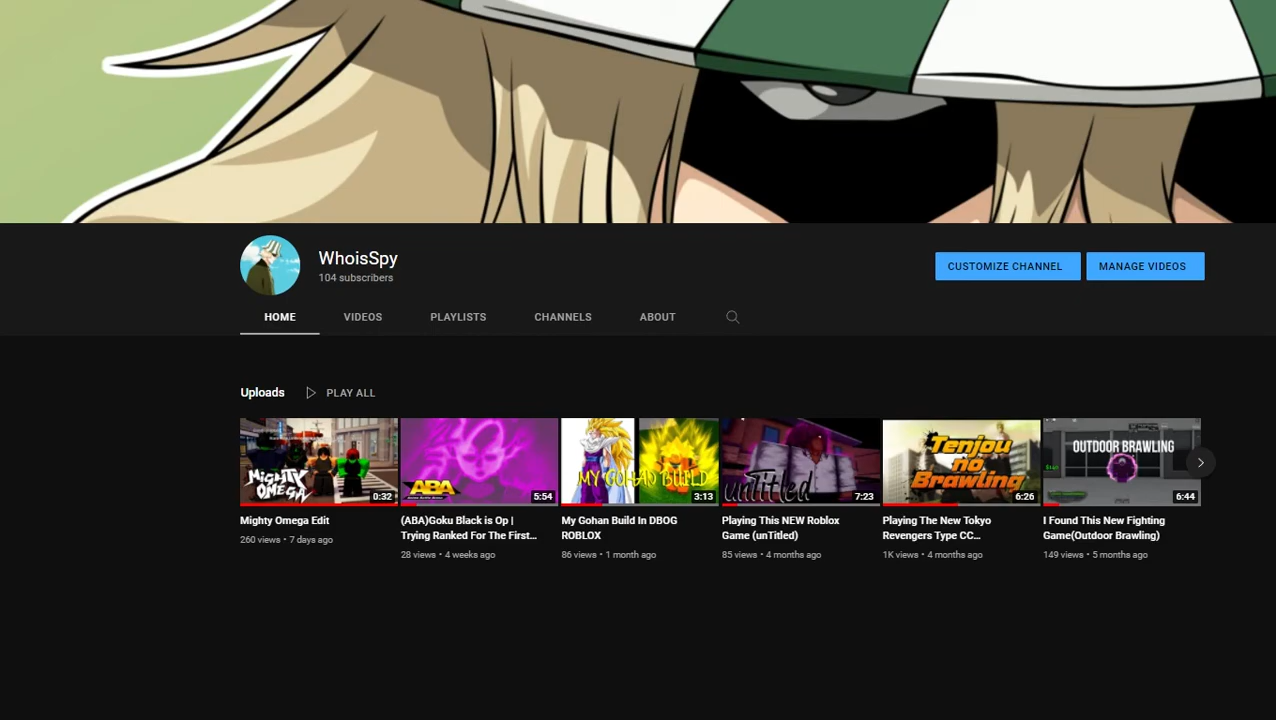 WhoisSpy
104 subscribers
CUSTOMIZE CHANNEL
MANAGE VIDEOS
HOME
VIDEOS
PLAYLISTS
CHANNELS
ABOUT
Uploads
PLAY ALL
MIGHTY
OMEGA
0:32
Mighty Omega Edit
260 views • 7 days ago
ABA
5:54
(ABA)Goku Black is Op |
Trying Ranked For The First...
28 views • 4 weeks ago
MY GOHAN BUILD
3:13
My Gohan Build In DBOG
ROBLOX
86 views • 1 month ago
unTitled
7:23
Playing This NEW Roblox
Game (unTitled)
85 views • 4 months ago
Tenjou
no
Brawling
6:26
Playing The New Tokyo
Revengers Type CC...
1K views • 4 months ago
OUTDOOR BRAWLING
6:44
I Found This New Fighting
Game(Outdoor Brawling)
149 views • 5 months ago